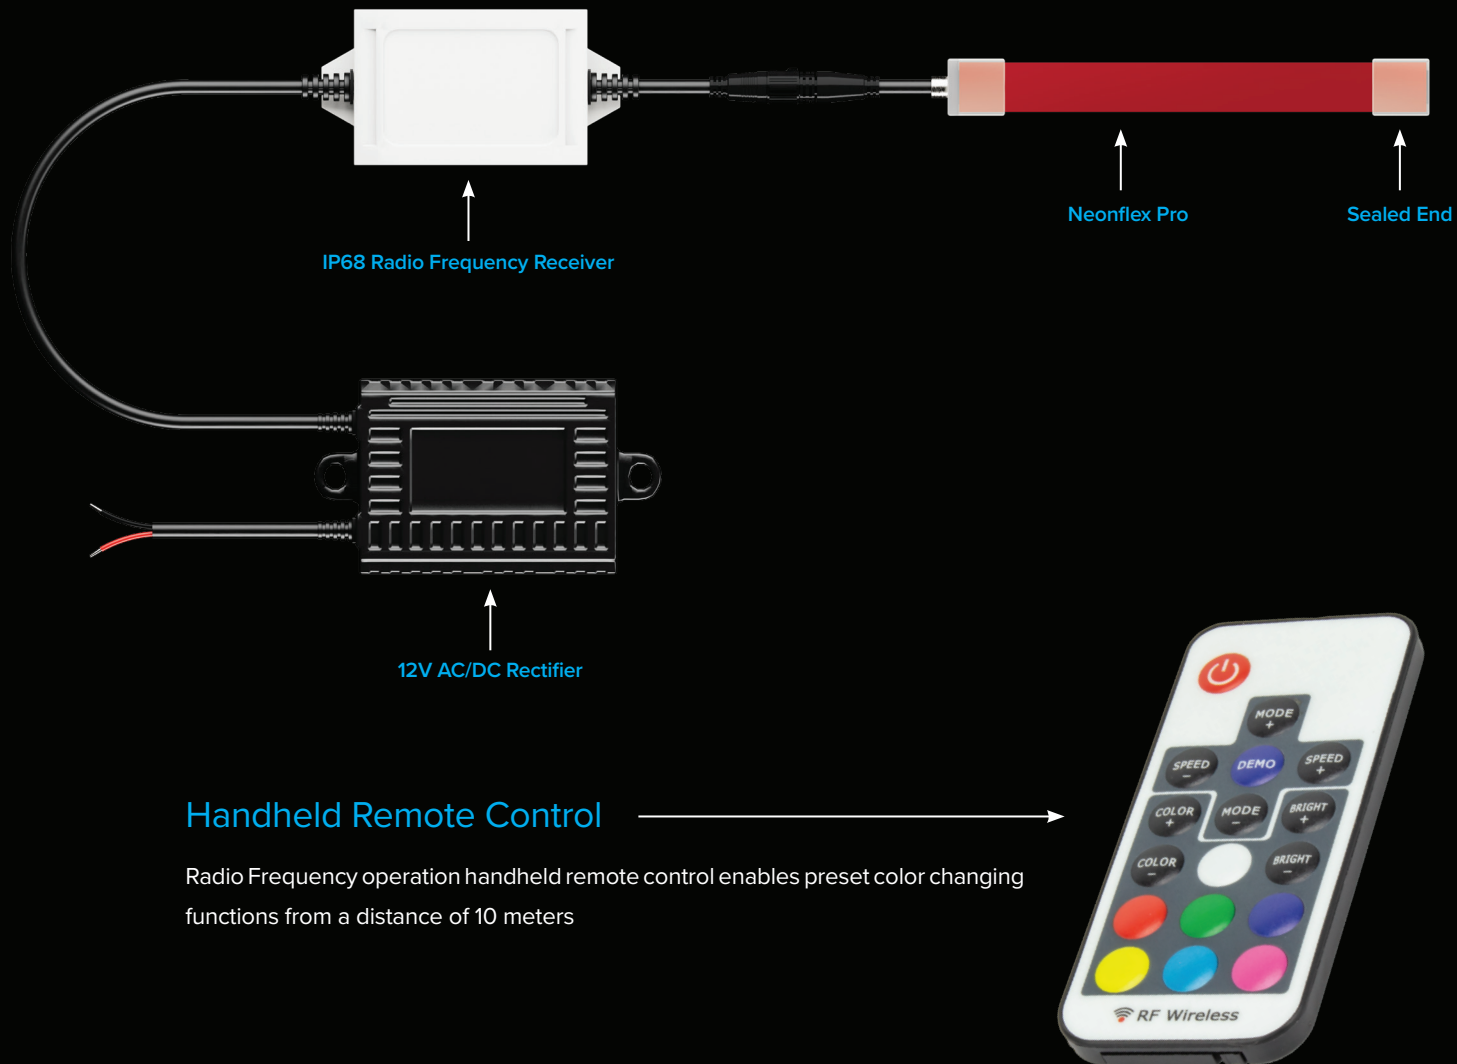 Neonflex Pro
Sealed End
IP68 Radio Frequency Receiver
12V AC/DC Rectifier
Handheld Remote Control
Radio Frequency operation handheld remote control enables preset color changing
functions from a distance of 10 meters
MODE
+
SPEED
-
DEMO
SPEED
+
COLOR
+
MODE
-
BRIGHT
+
COLOR
-
BRIGHT
-
RF Wireless